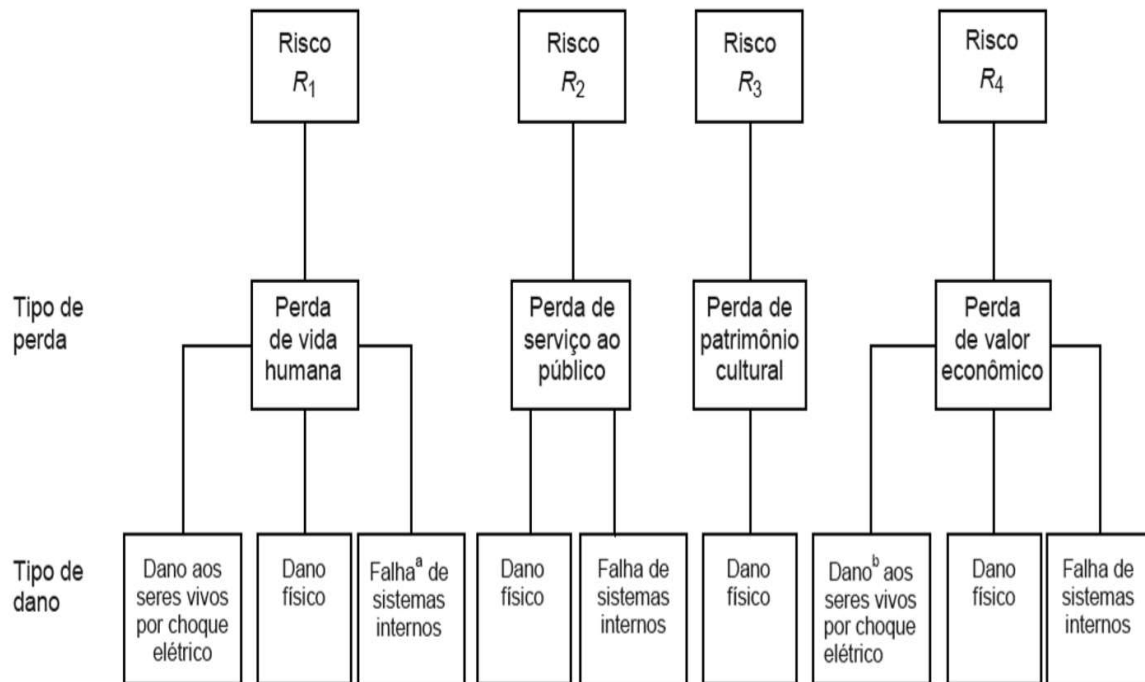 Risco
R1
Risco
R2
Risco
R3
Risco
R4
Tipo de
perda
Perda
de vida
humana
Perda de
serviço ao
público
Perda de
patrimônio
cultural
Perda
de valor
econômico
Tipo de
dano
Dano aos
seres vivos
por choque
elétrico
Dano
físico
Falhaª de
sistemas
internos
Dano
físico
Falha de
sistemas
internos
Dano
físico
Danoᵇ aos
seres vivos
por choque
elétrico
Dano
físico
Falha de
sistemas
internos